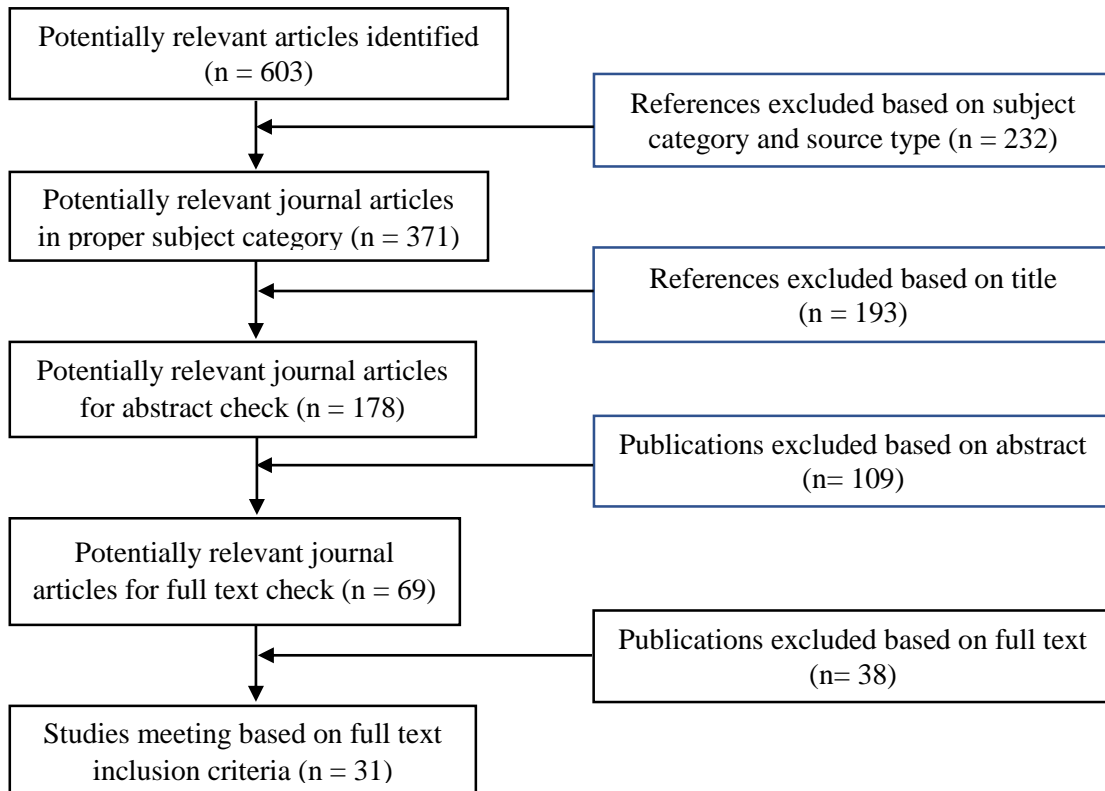 Potentially relevant articles identified
(n = 603)
References excluded based on subject
category and source type (n = 232)
Potentially relevant journal articles
in proper subject category (n = 371)
References excluded based on title
(n = 193)
Potentially relevant journal articles
for abstract check (n = 178)
Publications excluded based on abstract
(n= 109)
Potentially relevant journal
articles for full text check (n = 69)
Publications excluded based on full text
(n= 38)
Studies meeting based on full text
inclusion criteria (n = 31)